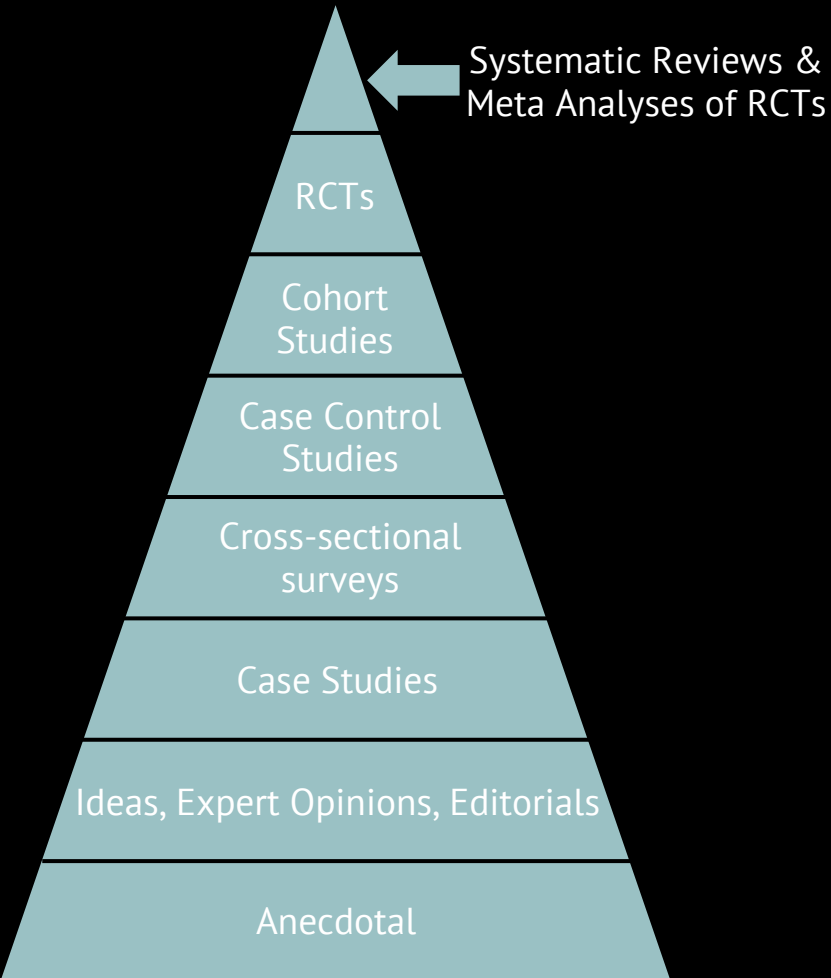 Systematic Reviews &
Meta Analyses of RCTs
RCTs
Cohort
Studies
Case Control
Studies
Cross-sectional
surveys
Case Studies
Ideas, Expert Opinions, Editorials
Anecdotal